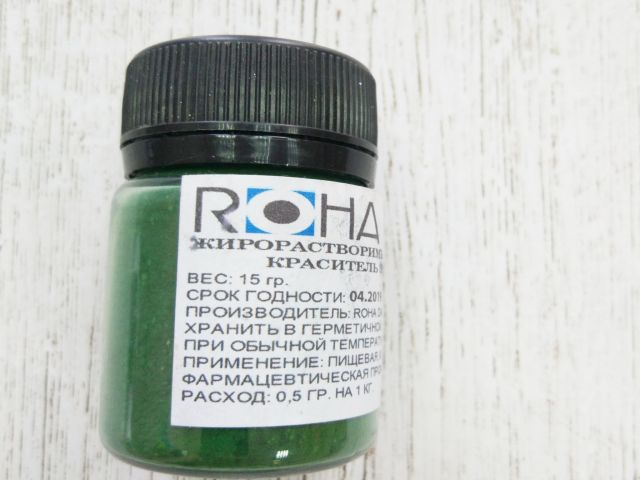 ROHA
ЖИРОРАСТВОРИМ
КРАСИТЕЛЬ
ВЕС: 15 гр.
СРОК ГОДНОСТИ: 04.2019
ПРОИЗВОДИТЕЛЬ: ROHA
ХРАНИТЬ В ГЕРМЕТИЧНО
ПРИ ОБЫЧНОЙ ТЕМПЕРАТ
ПРИМЕНЕНИЕ: ПИЩЕВАЯ,
ФАРМАЦЕВТИЧЕСКАЯ ПРО
РАСХОД: 0,5 ГР. НА 1 КГ.